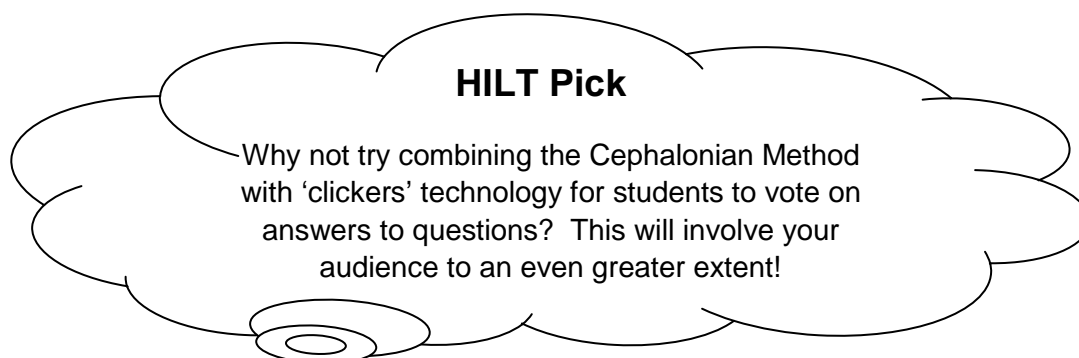 HILT Pick
Why not try combining the Cephalonian Method
with ‘clickers’ technology for students to vote on
answers to questions?  This will involve your
audience to an even greater extent!